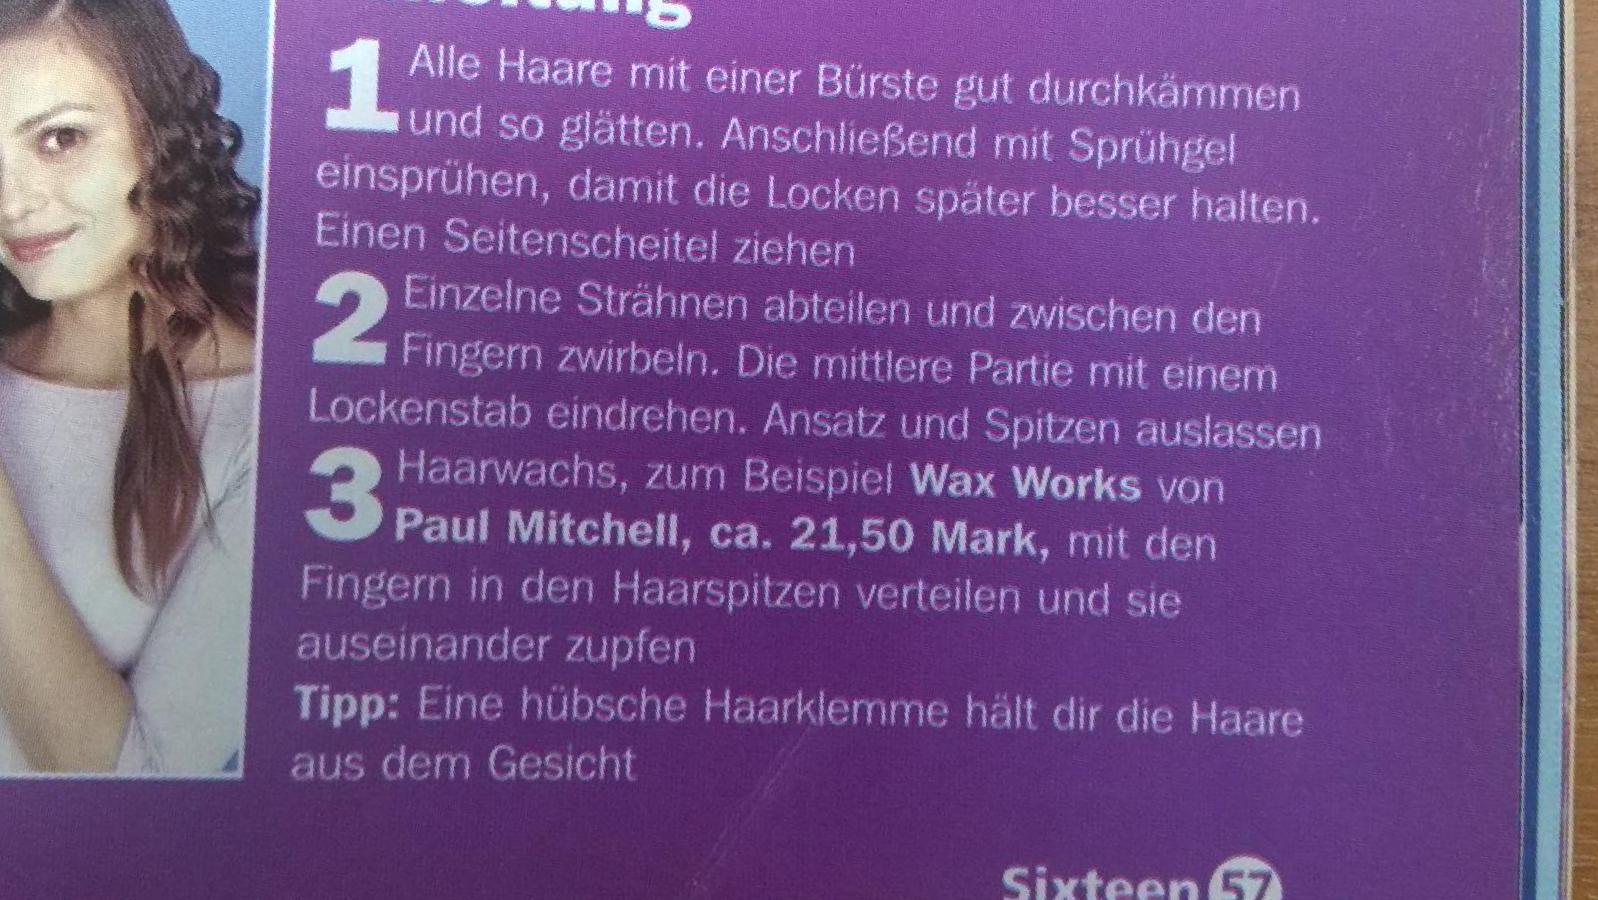 1 Alle Haare mit einer Bürste gut durchkämmen
und so glätten. Anschließend mit Sprühgel
einsprühen, damit die Locken später besser halten.
Einen Seitenscheitel ziehen
2 Einzelne Strähnen abteilen und zwischen den
Fingern zwirbeln. Die mittlere Partie mit einem
Lockenstab eindrehen. Ansatz und Spitzen auslassen
3 Haarwachs, zum Beispiel Wax Works von
Paul Mitchell, ca. 21,50 Mark, mit den
Fingern in den Haarspitzen verteilen und sie
auseinander zupfen
Tipp: Eine hübsche Haarklemme hält dir die Haare
aus dem Gesicht
Sixteen 57